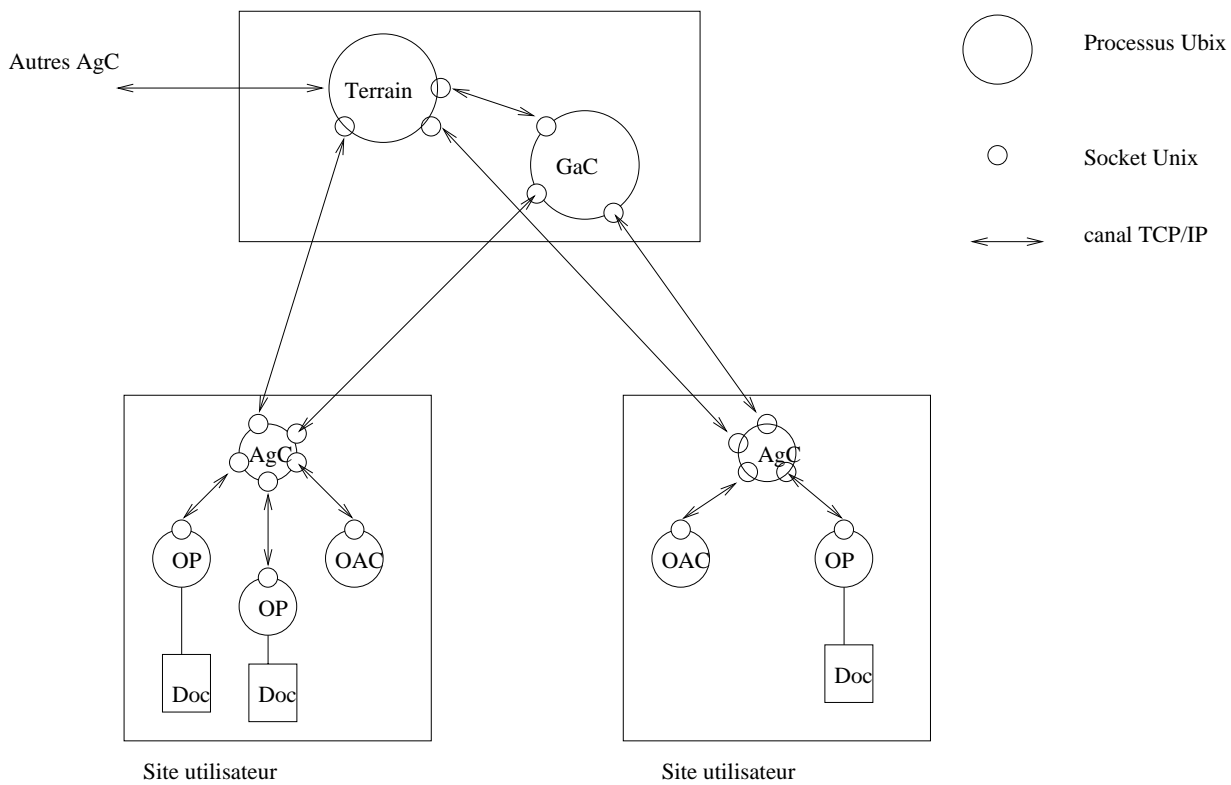 Autres AgC
Terrain
GaC
Processus Ubix
Socket Unix
canal TCP/IP
AgC
OP
OP
OAC
Doc
Doc
Site utilisateur
AgC
OAC
OP
Doc
Site utilisateur